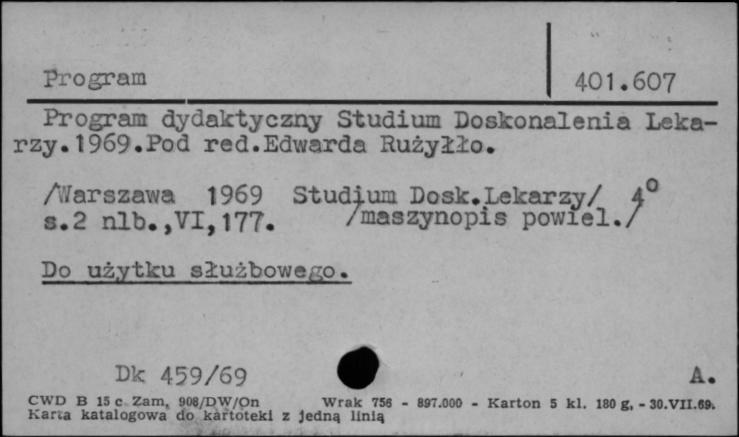 Program 401.607
Program dydaktyczny Studium Doskonalenia Leka-
rzy.1969.Pod red.Edwarda Rużyłło.
/Warszawa 1969 Studium Dosk.Lekarzy/ 4°
s.2 nlb.,VI,177. /maszynopis powiel./
Do użytku służbowego.
Dk 459/69 A.
CWD B 15 c Zam. 908/DW/On Wrak 756 - 897.000 - Karton 5 kl. 180 g. - 30.VII.69.
Karta katalogowa do kartoteki z jedną linią